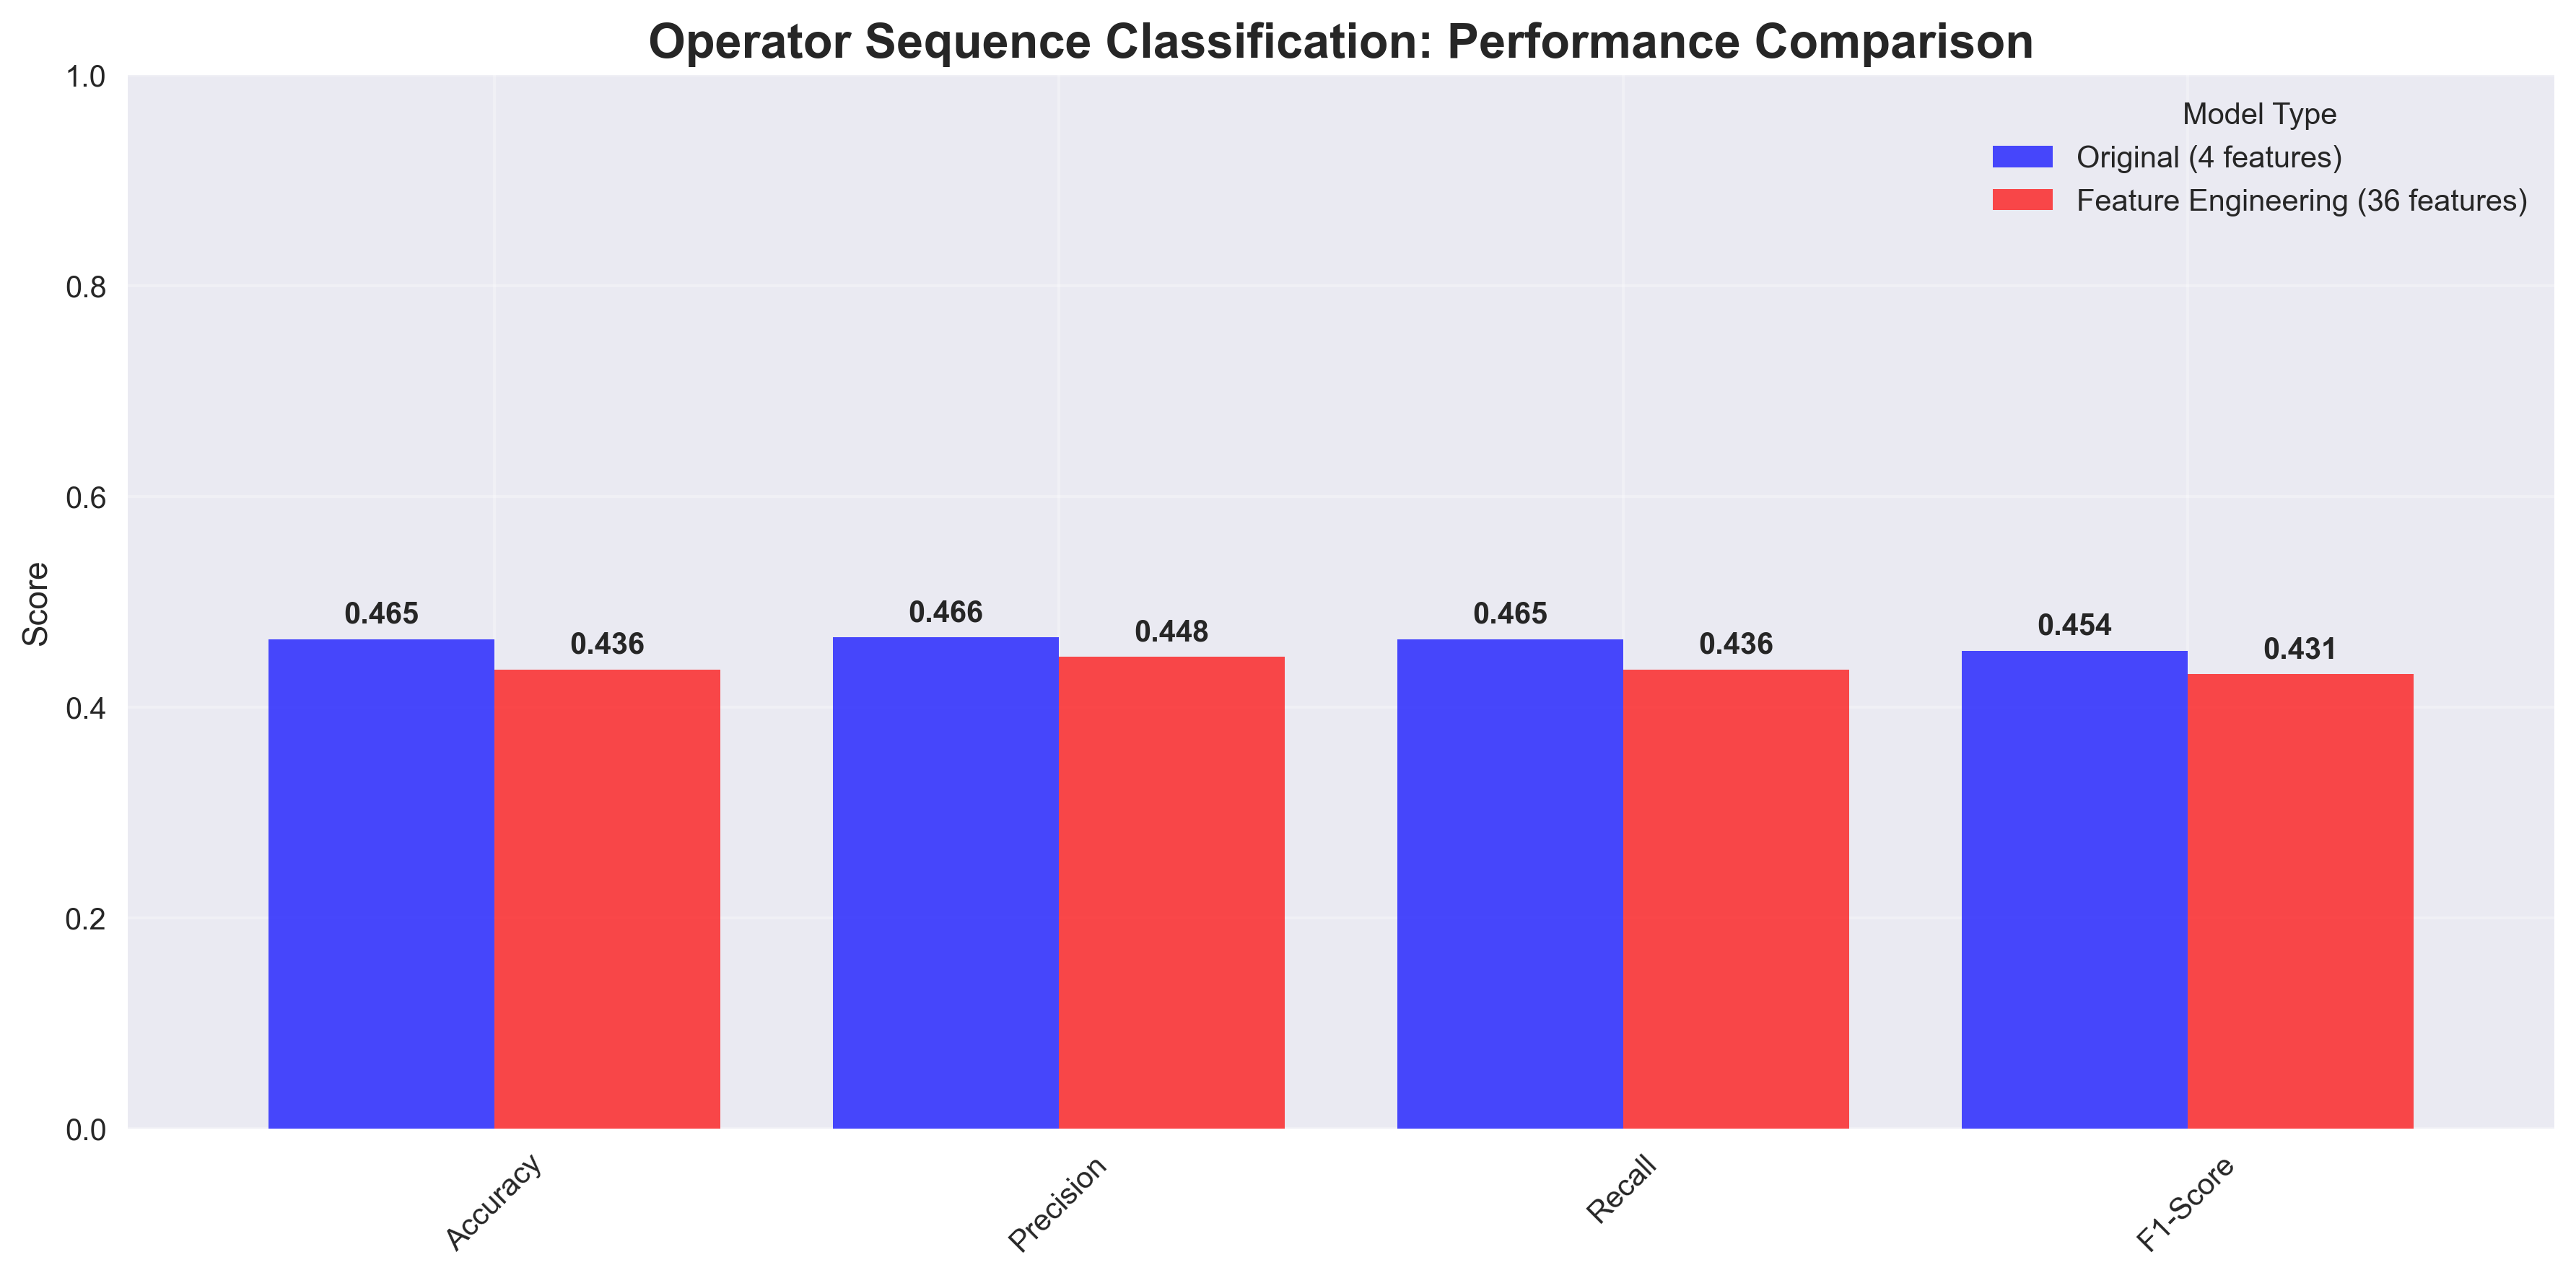 Operator Sequence Classification: Performance Comparison
Model Type
Original (4 features)
Feature Engineering (36 features)
Score
1.0
0.8
0.6
0.4
0.2
0.0
0.465
0.436
0.466
0.448
0.465
0.436
0.454
0.431
Accuracy
Precision
Recall
F1-Score